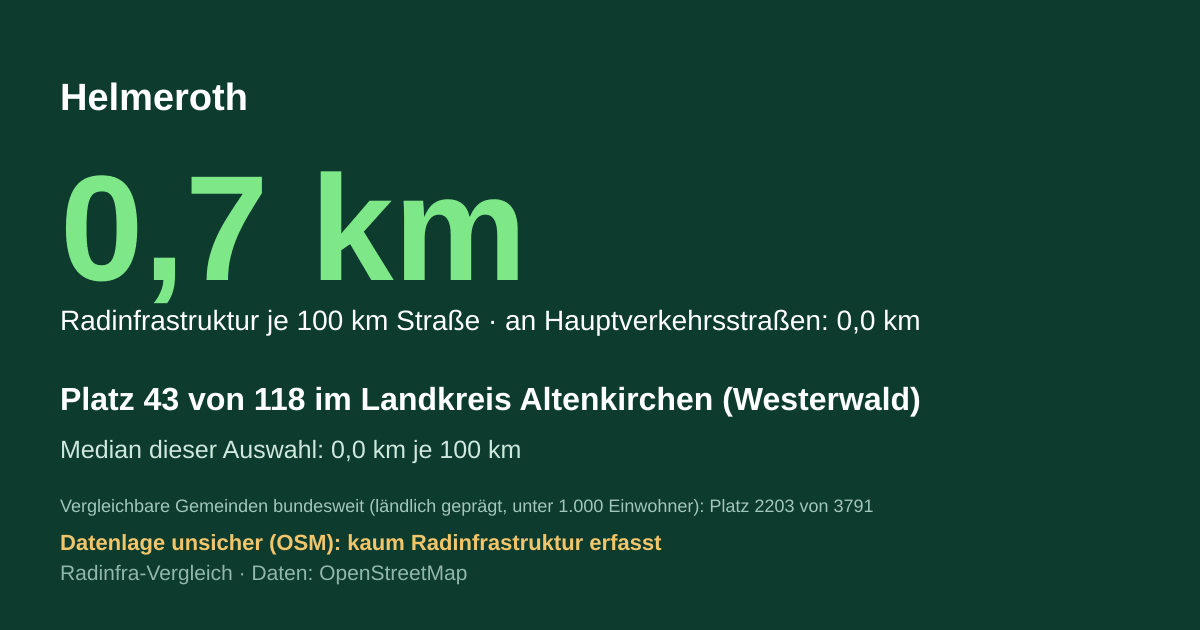 Helmeroth
0,7 km
Radinfrastruktur je 100 km Straße · an Hauptverkehrsstraßen: 0,0 km
Platz 43 von 118 im Landkreis Altenkirchen (Westerwald)
Median dieser Auswahl: 0,0 km je 100 km
Vergleichbare Gemeinden bundesweit (ländlich geprägt, unter 1.000 Einwohner): Platz 2203 von 3791
Datenlage unsicher (OSM): kaum Radinfrastruktur erfasst
Radinfra-Vergleich · Daten: OpenStreetMap